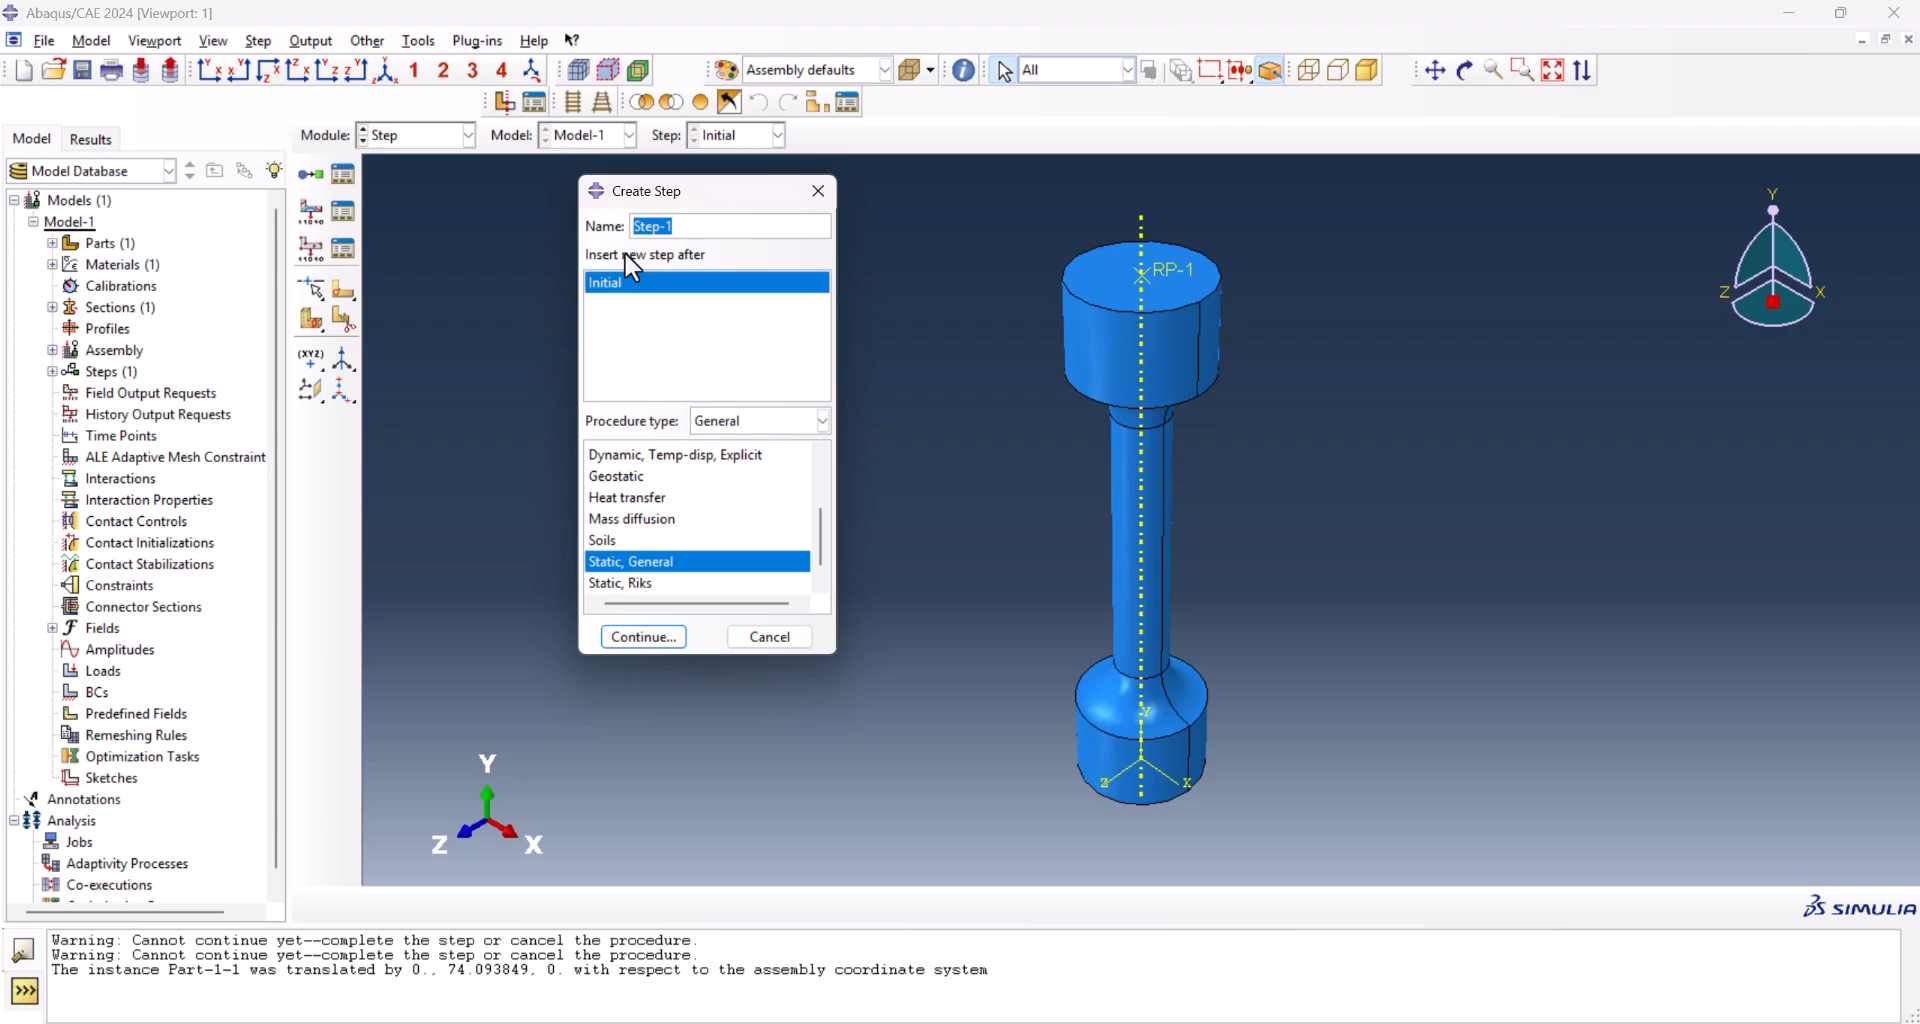 Abaqus/CAE 2024 [Viewport: 1]
File Model Viewport View Step Output Other Tools Plug-ins Help
1 2 3 4
Assembly defaults
All
Module: Step Model: Model-1 Step: Initial
Model Results
Model Database
Models (1)
Model-1
Parts (1)
Materials (1)
Calibrations
Sections (1)
Profiles
Assembly
Steps (1)
Field Output Requests
History Output Requests
Time Points
ALE Adaptive Mesh Constraint
Interactions
Interaction Properties
Contact Controls
Contact Initializations
Contact Stabilizations
Constraints
Connector Sections
Fields
Amplitudes
Loads
BCs
Predefined Fields
Remeshing Rules
Optimization Tasks
Sketches
Annotations
Analysis
Jobs
Adaptivity Processes
Co-executions
(XYZ)
Create Step
Name: Step-1
Insert new step after
Initial
Procedure type: General
Dynamic, Temp-disp, Explicit
Geostatic
Heat transfer
Mass diffusion
Soils
Static, General
Static, Riks
Continue... Cancel
RP-1
Y
Z X
Y
Z X
Y
Z X
SIMULIA
Warning: Cannot continue yet--complete the step or cancel the procedure.
Warning: Cannot continue yet--complete the step or cancel the procedure.
The instance Part-1-1 was translated by 0., 74.093849, 0. with respect to the assembly coordinate system